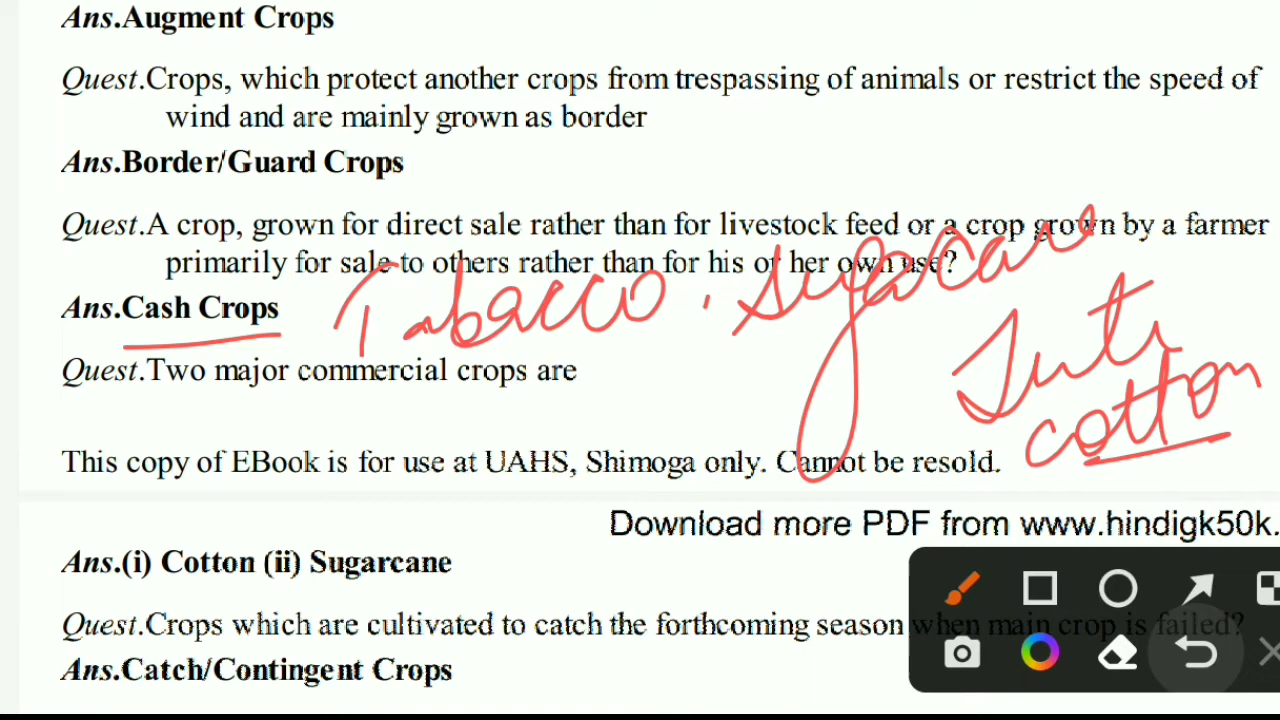 Ans.Augment Crops
Quest.Crops, which protect another crops from trespassing of animals or restrict the speed of
wind and are mainly grown as border
Ans.Border/Guard Crops
Quest.A crop, grown for direct sale rather than for livestock feed or a crop grown by a farmer
primarily for sale to others rather than for his or her own use?
Ans.Cash Crops
Tabacco.
Quest.Two major commercial crops are
cotton
This copy of EBook is for use at UAHS, Shimoga only. Cannot be resold.
Download more PDF from www.hindigk50k.
Ans.(i) Cotton (ii) Sugarcane
Quest.Crops which are cultivated to catch the forthcoming season when main crop is failed?
Ans.Catch/Contingent Crops